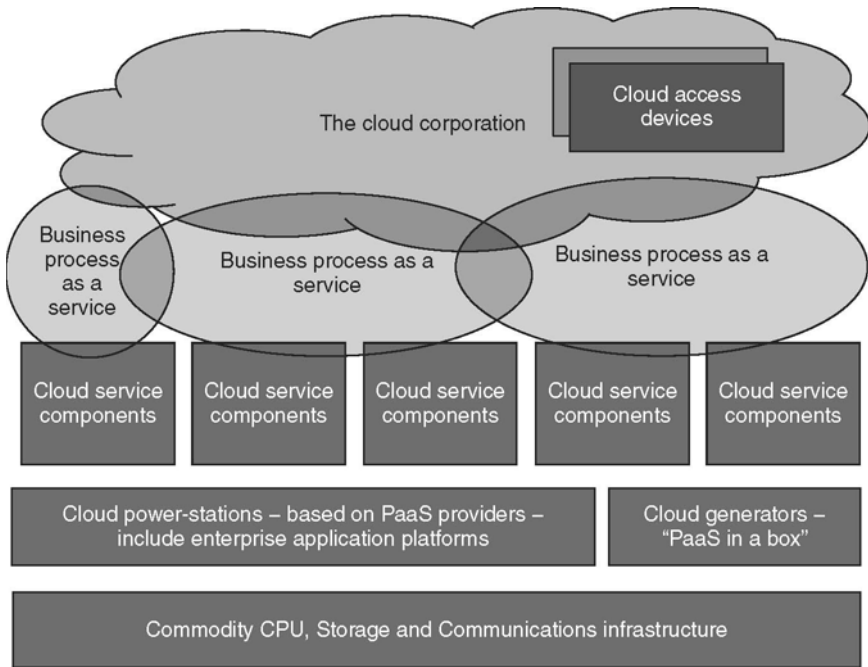 Cloud access
devices
The cloud corporation
Business
process
as a
service
Business process as a
service
Business process as a
service
Cloud service
components
Cloud service
components
Cloud service
components
Cloud service
components
Cloud service
components
Cloud power-stations – based on PaaS providers –
include enterprise application platforms
Cloud generators –
“PaaS in a box”
Commodity CPU, Storage and Communications infrastructure